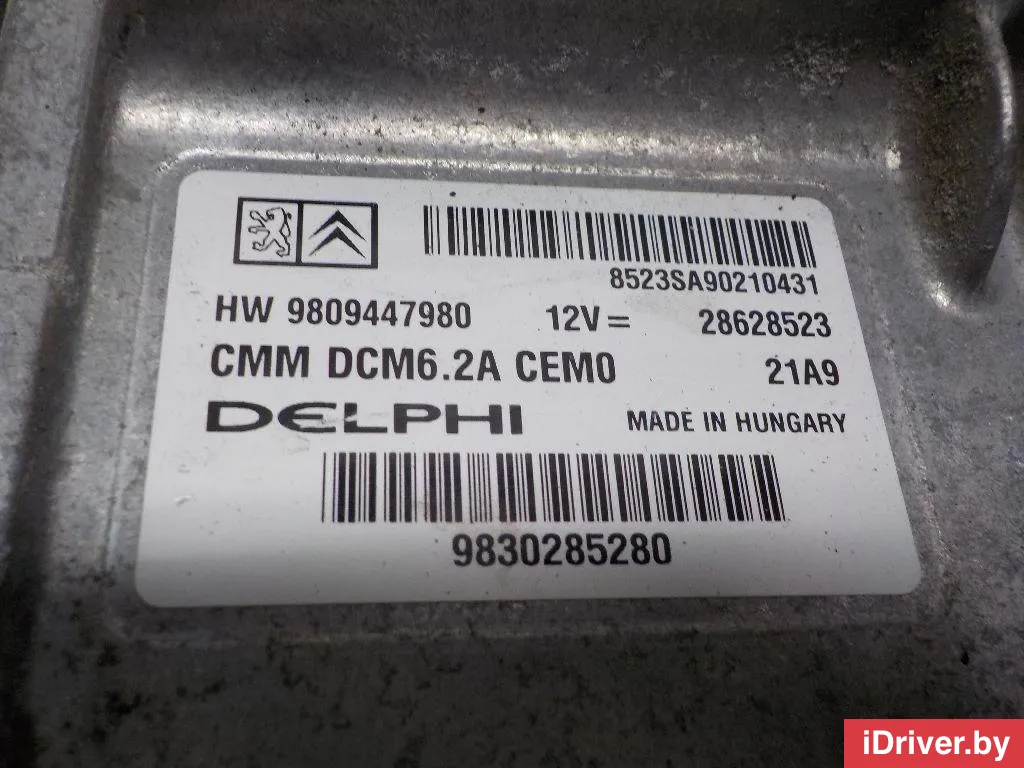 8523SA90210431
HW 9809447980 12V= 28628523
CMM DCM6.2A CEM0 21A9
DELPHI MADE IN HUNGARY
9830285280
iDriver.by